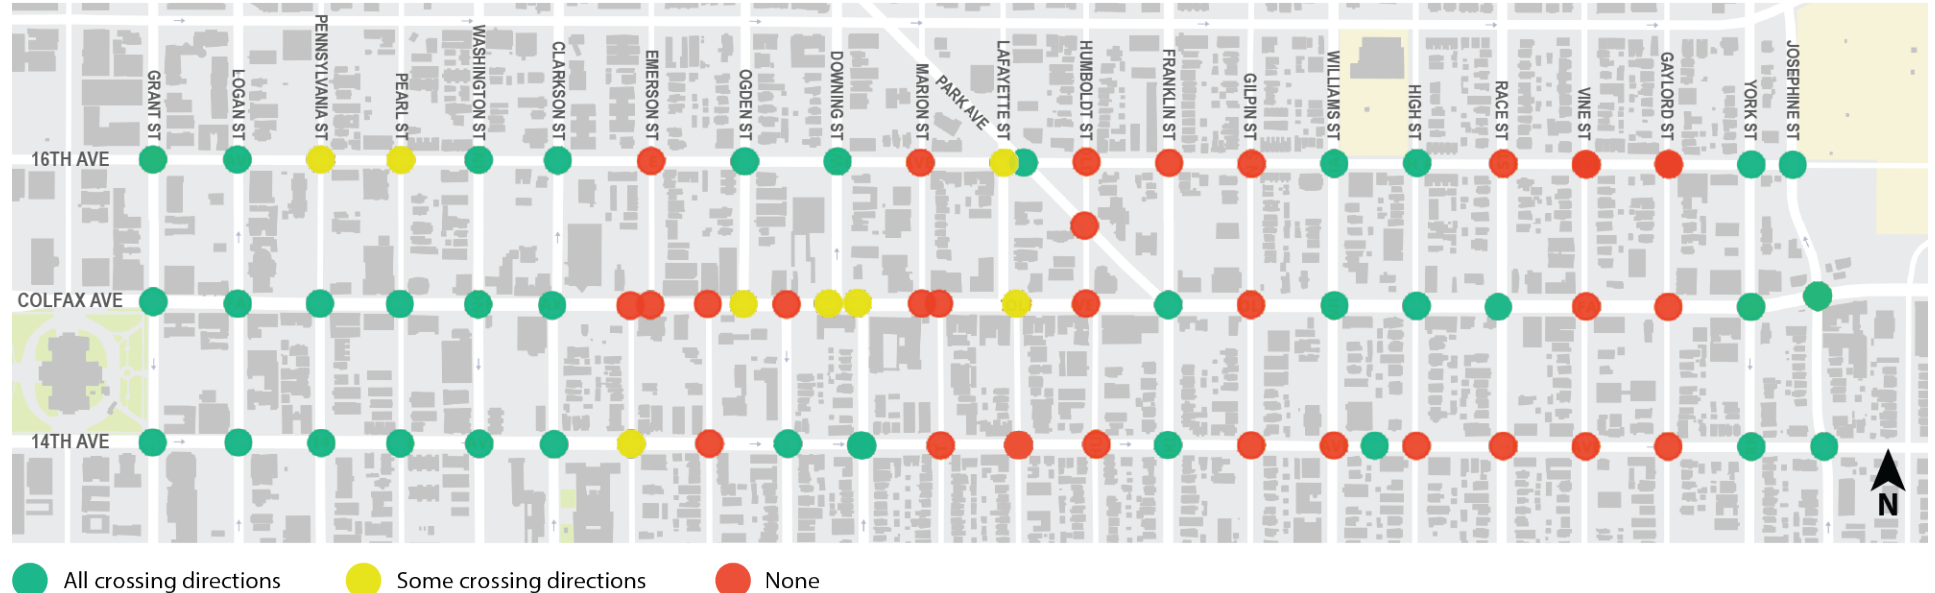 GRANT ST
LOGAN ST
PENNSYLVANIA ST
PEARL ST
WASHINGTON ST
CLARKSON ST
EMERSON ST
OGDEN ST
DOWNING ST
MARION ST
PARK AVE
LAFAYETTE ST
HUMBOLDT ST
FRANKLIN ST
GILPIN ST
WILLIAMS ST
HIGH ST
RACE ST
VINE ST
GAYLORD ST
YORK ST
JOSEPHINE ST
16TH AVE
COLFAX AVE
14TH AVE
N
All crossing directions
Some crossing directions
None